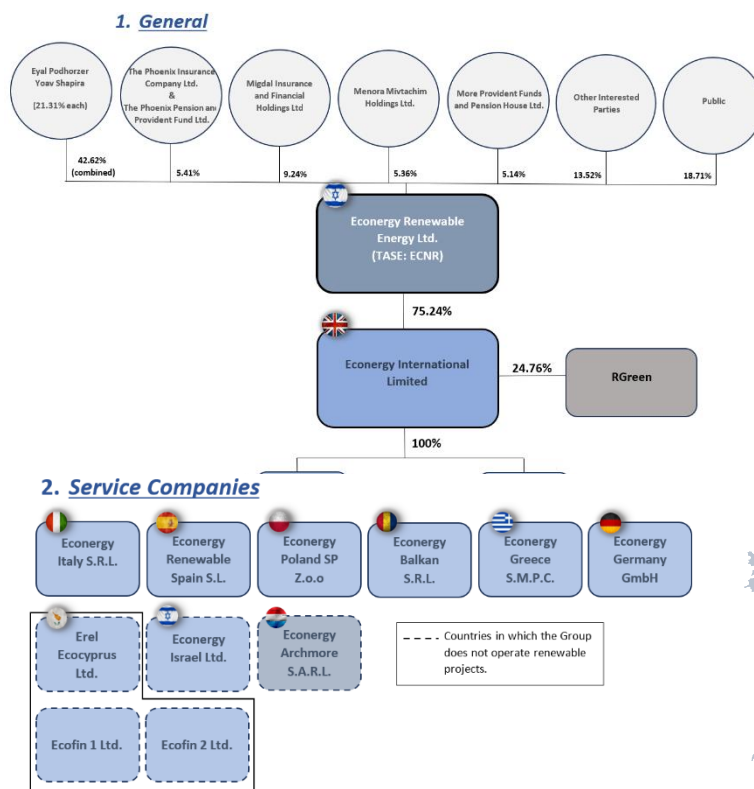 1. General
Eyal Podhorzer
Yoav Shapira
(21.31% each)
The Phoenix Insurance
Company Ltd.
&
The Phoenix Pension and
Provident Fund Ltd.
Migdal Insurance
and Financial
Holdings Ltd
Menora Mivtachim
Holdings Ltd.
More Provident Funds
and Pension House Ltd.
Other Interested
Parties
Public
42.62%
(combined)
5.41%
9.24%
5.36%
5.14%
13.52%
18.71%
Econergy Renewable
Energy Ltd.
(TASE: ECNR)
75.24%
Econergy International
Limited
24.76%
RGreen
100%
2. Service Companies
Econergy
Italy S.R.L.
Econergy
Renewable
Spain S.L.
Econergy
Poland SP
Z.o.o
Econergy
Balkan
S.R.L.
Econergy
Greece
S.M.P.C.
Econergy
Germany
GmbH
Erel
Ecocyprus
Ltd.
Econergy
Israel Ltd.
Econergy
Archmore
S.A.R.L.
Countries in which the Group
does not operate renewable
projects.
Ecofin 1 Ltd.
Ecofin 2 Ltd.